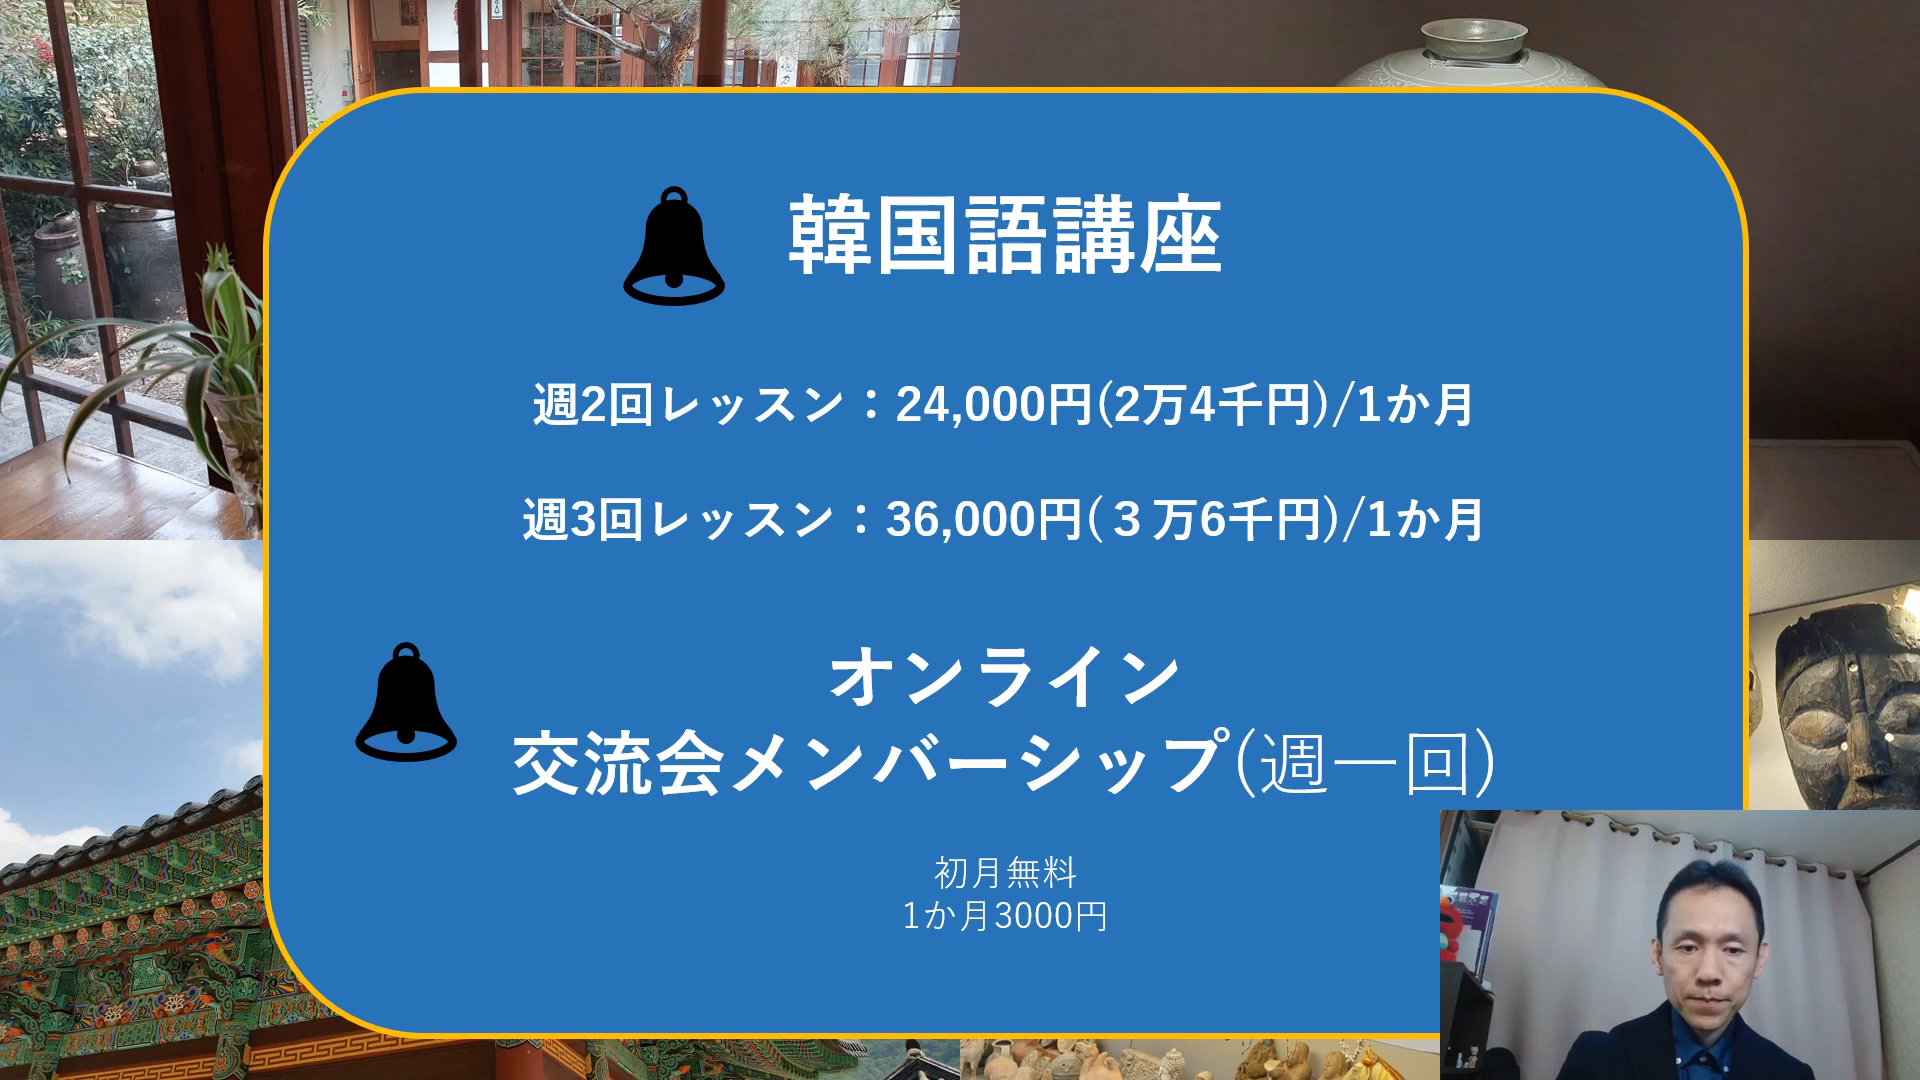 韓国語講座
週2回レッスン：24,000円(2万4千円)/1か月
週3回レッスン：36,000円(３万6千円)/1か月
オンライン
交流会メンバーシップ(週一回)
初月無料
1か月3000円